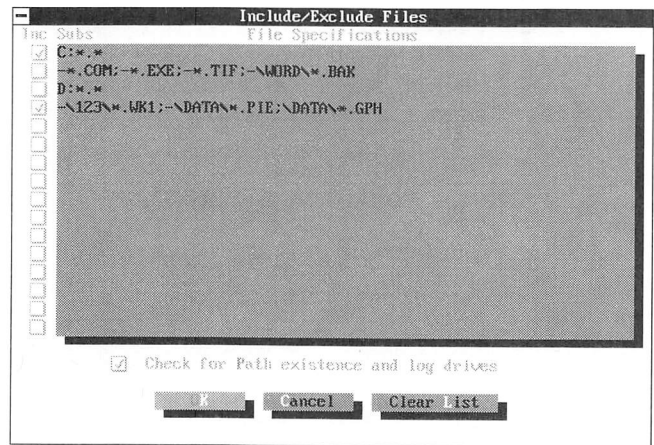 Include/Exclude Files
Inc Subs File Specifications
C:*.*
-*.COM;-*.EXE;-*.TIF;-\WORD\*.BAK
D:*.*
-\123\*.WK1;-\DATA\*.PIE;\DATA\*.GPH
Check for Path existence and log drives
OK Cancel Clear List